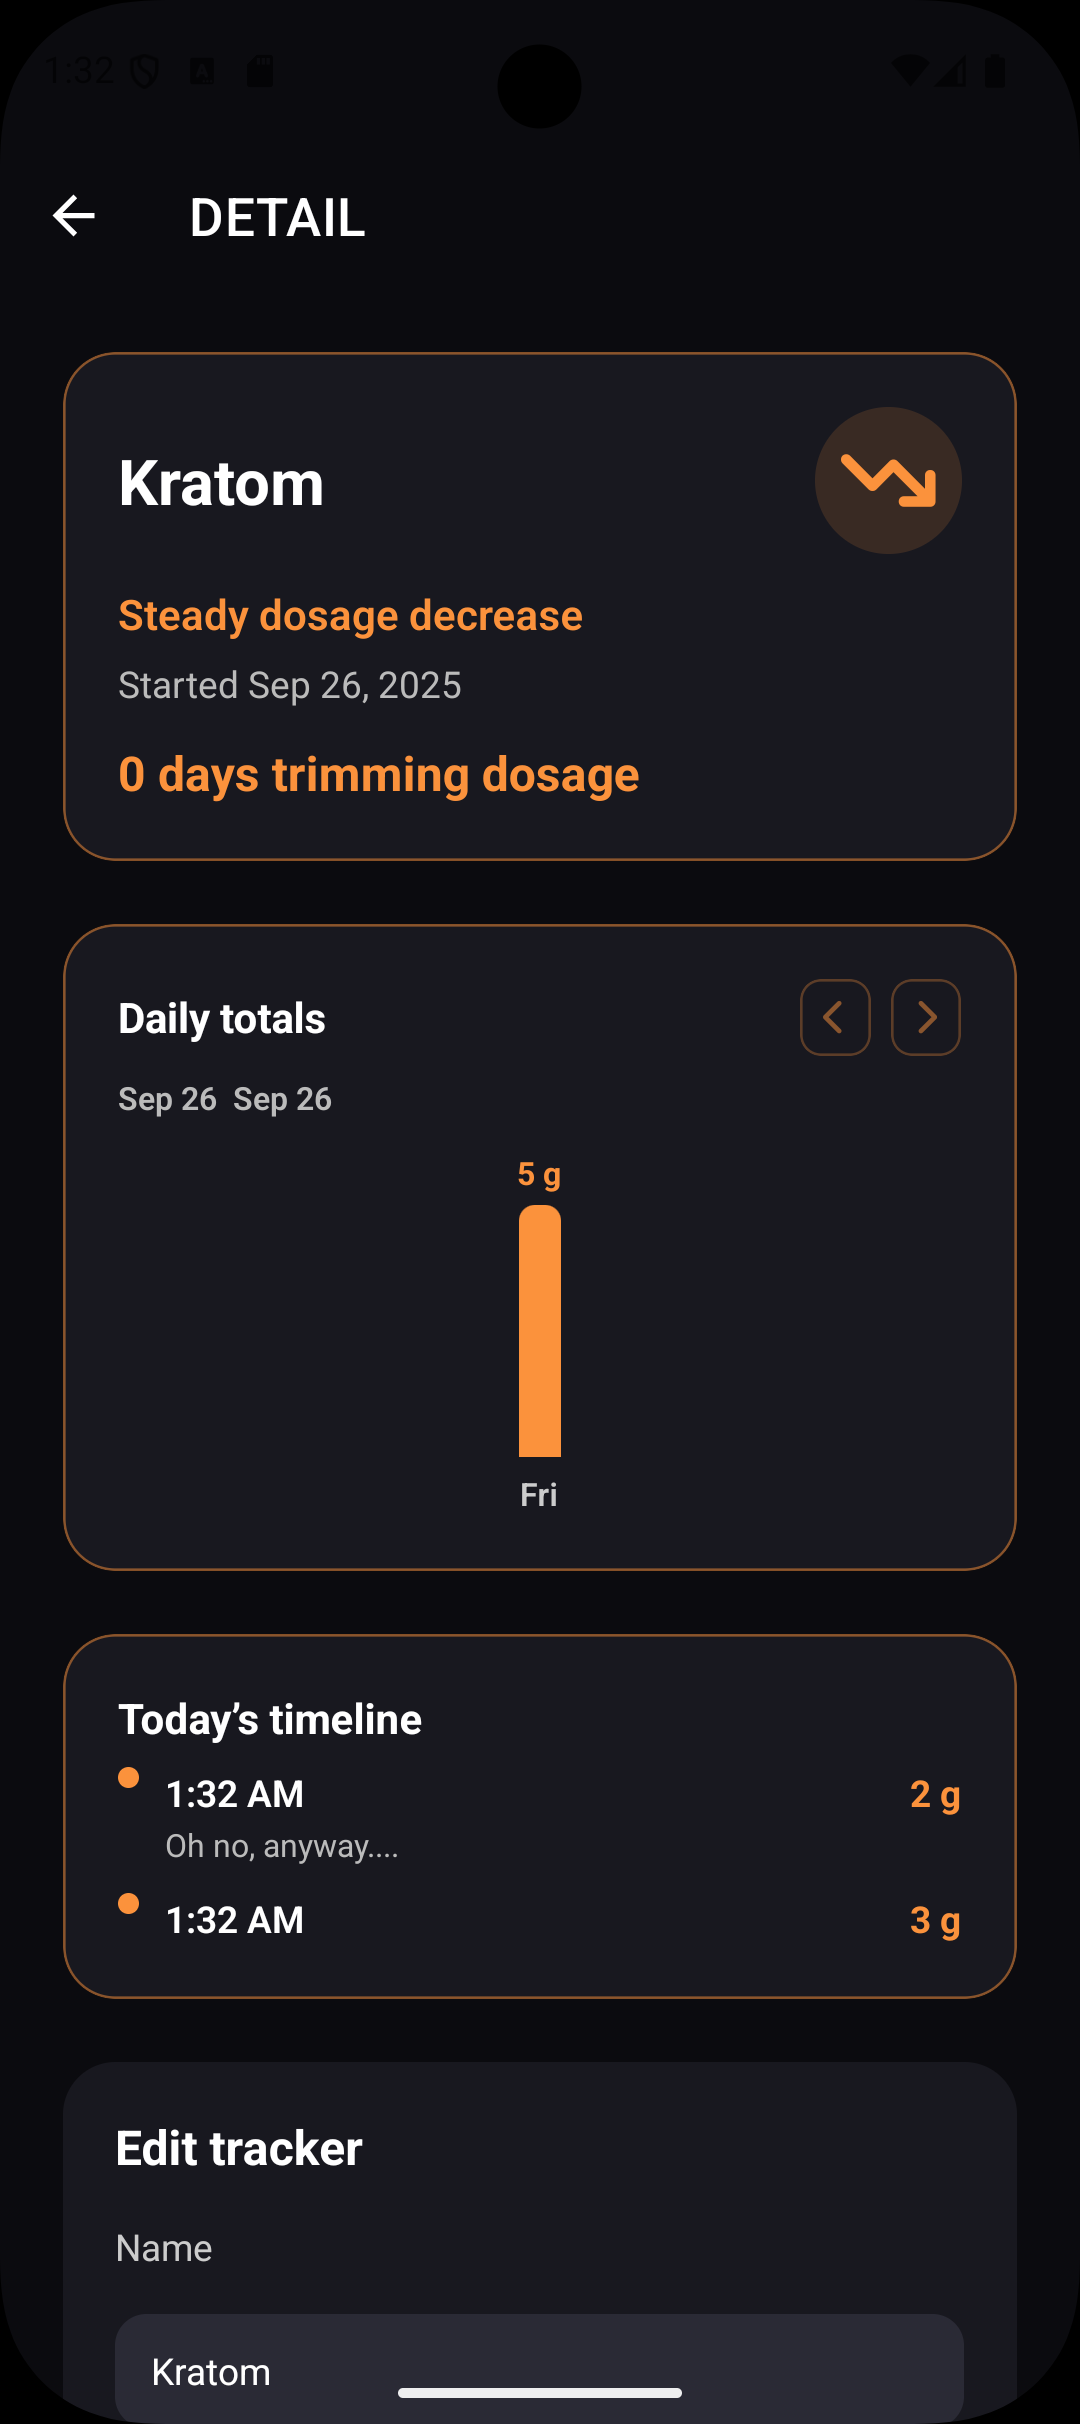 1:32
DETAIL
Kratom
Steady dosage decrease
Started Sep 26, 2025
0 days trimming dosage
Daily totals
Sep 26 Sep 26
5 g
Fri
Today’s timeline
1:32 AM 2 g
Oh no, anyway....
1:32 AM 3 g
Edit tracker
Name
Kratom